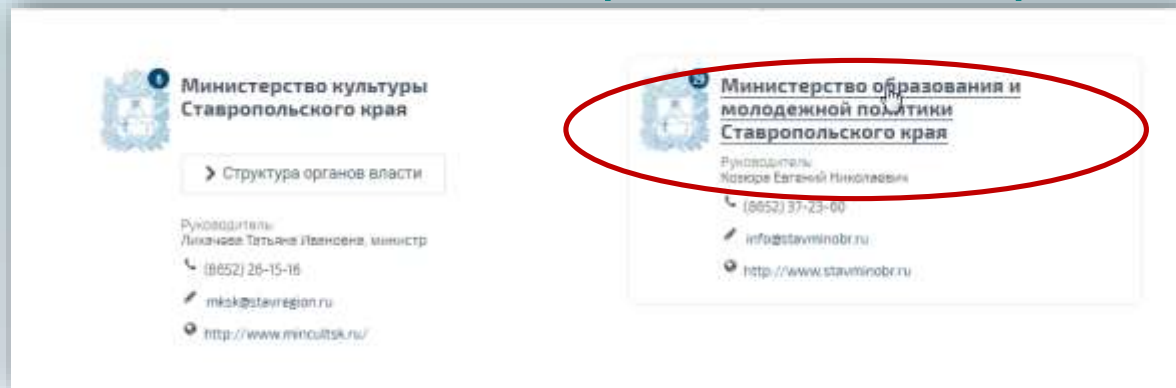 6
Министерство культуры
Ставропольского края
Структура органов власти
Руководитель:
Лихачева Татьяна Ивановна, министр
(8652) 26-15-16
mksk@stavregion.ru
http://www.mincultsk.ru/
29
Министерство образования и
молодежной политики
Ставропольского края
Руководитель:
Козюра Евгений Николаевич
(8652) 37-23-60
info@stavminobr.ru
http://www.stavminobr.ru